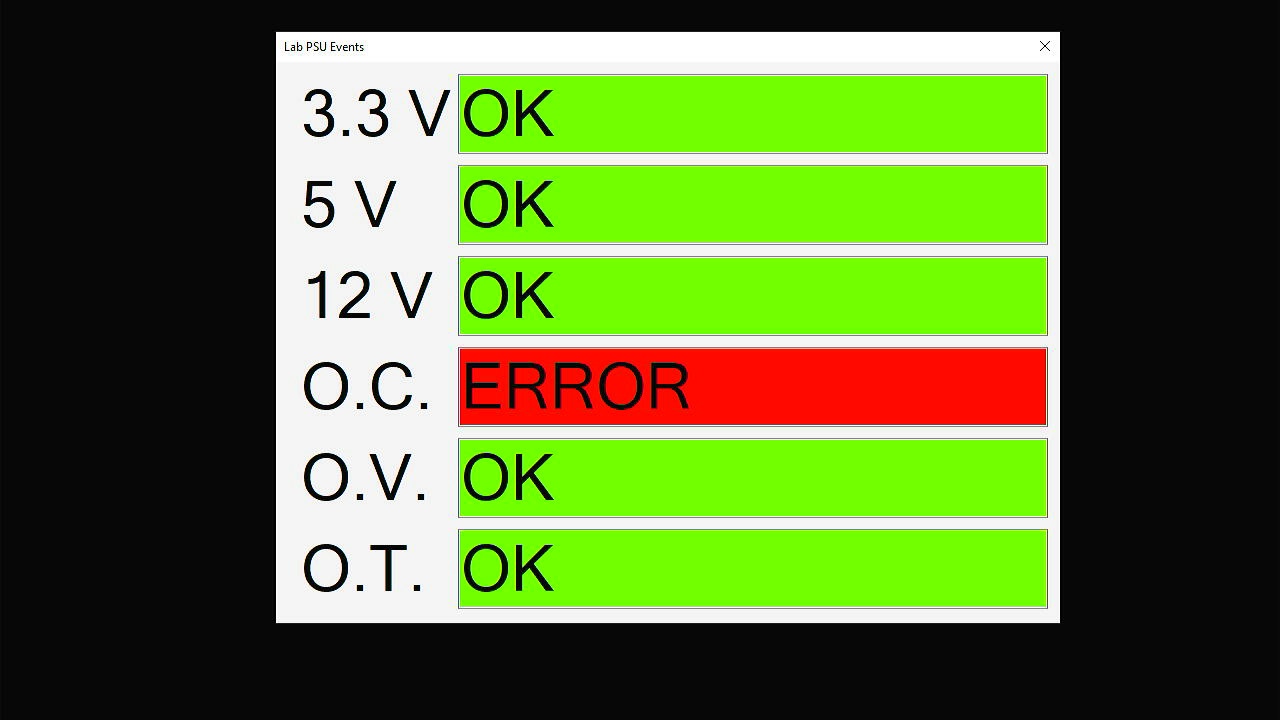 Lab PSU Events
3.3 V OK
5 V OK
12 V OK
O.C. ERROR
O.V. OK
O.T. OK